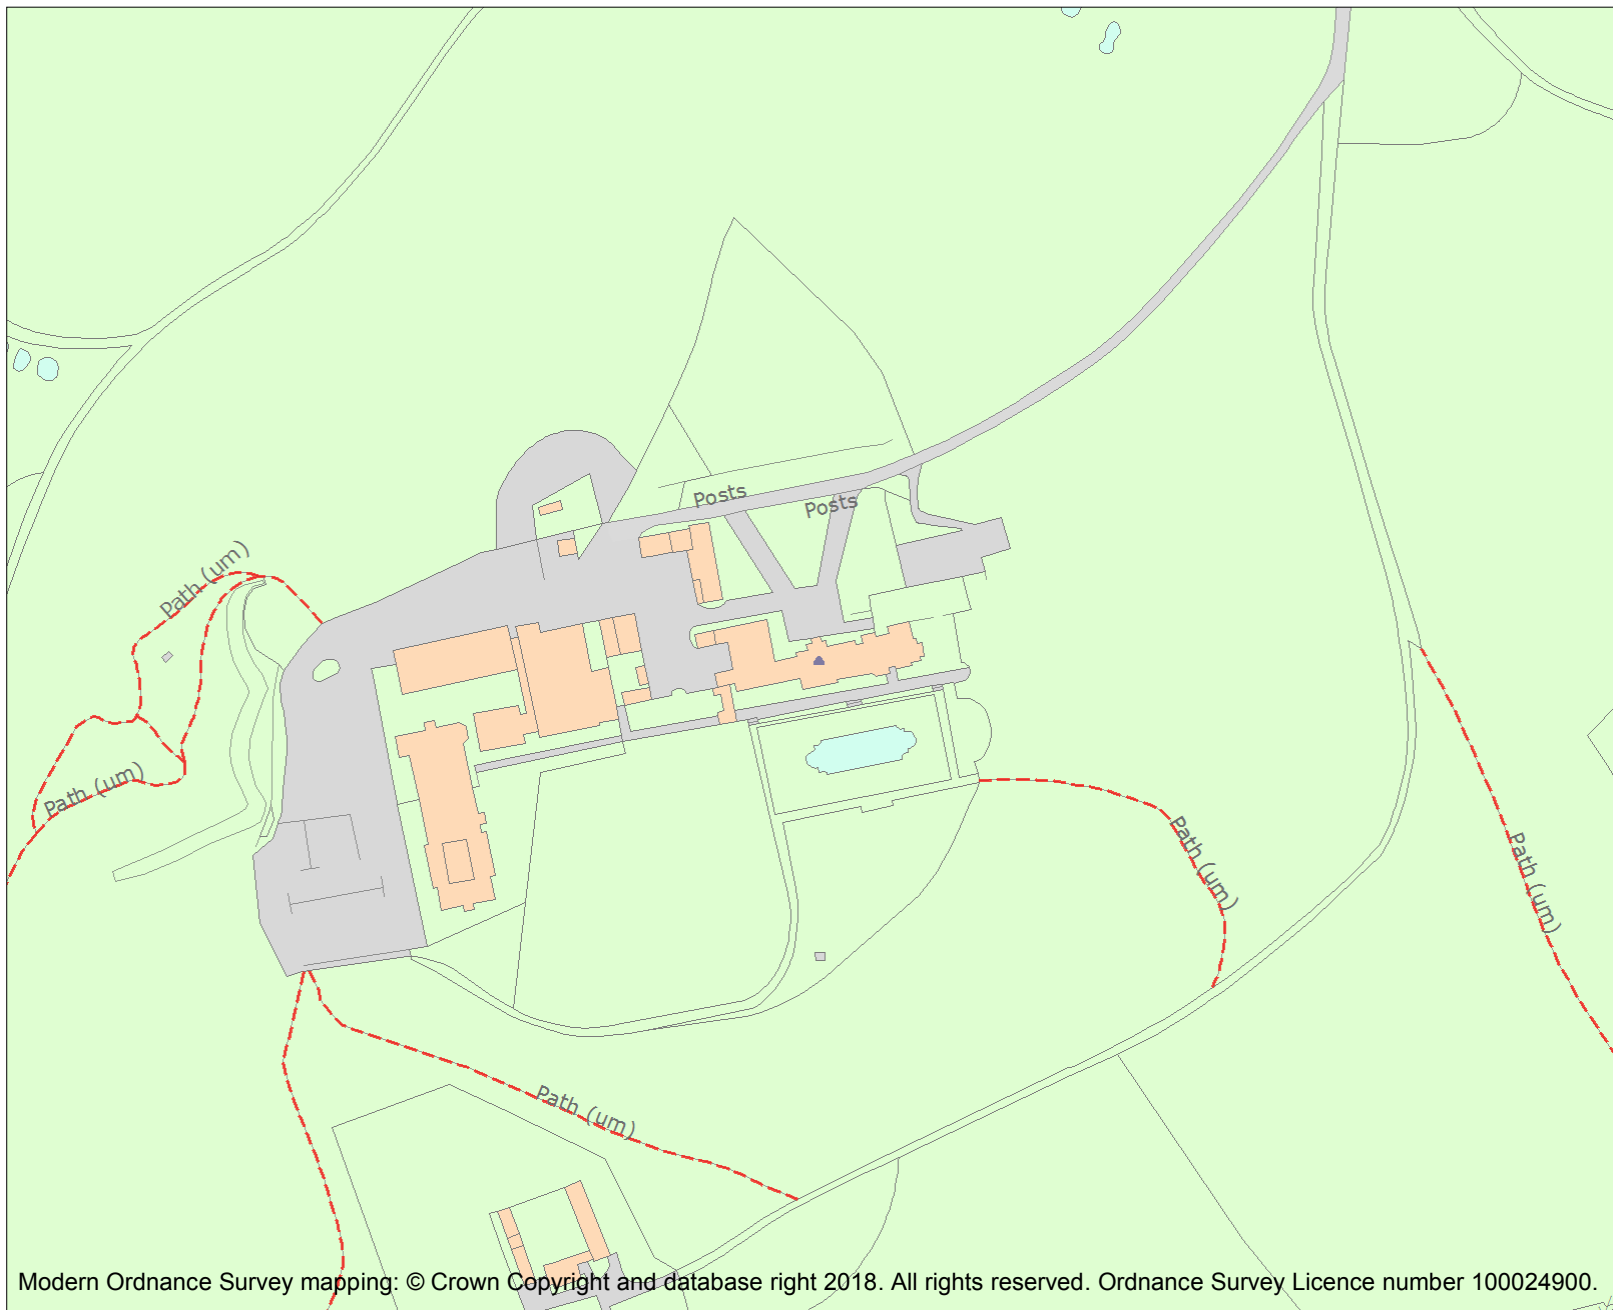 Posts
Posts
Path (um)
Path (um)
Path (um)
Path (um)
Path (um)
Modern Ordnance Survey mapping: © Crown Copyright and database right 2018. All rights reserved. Ordnance Survey Licence number 100024900.